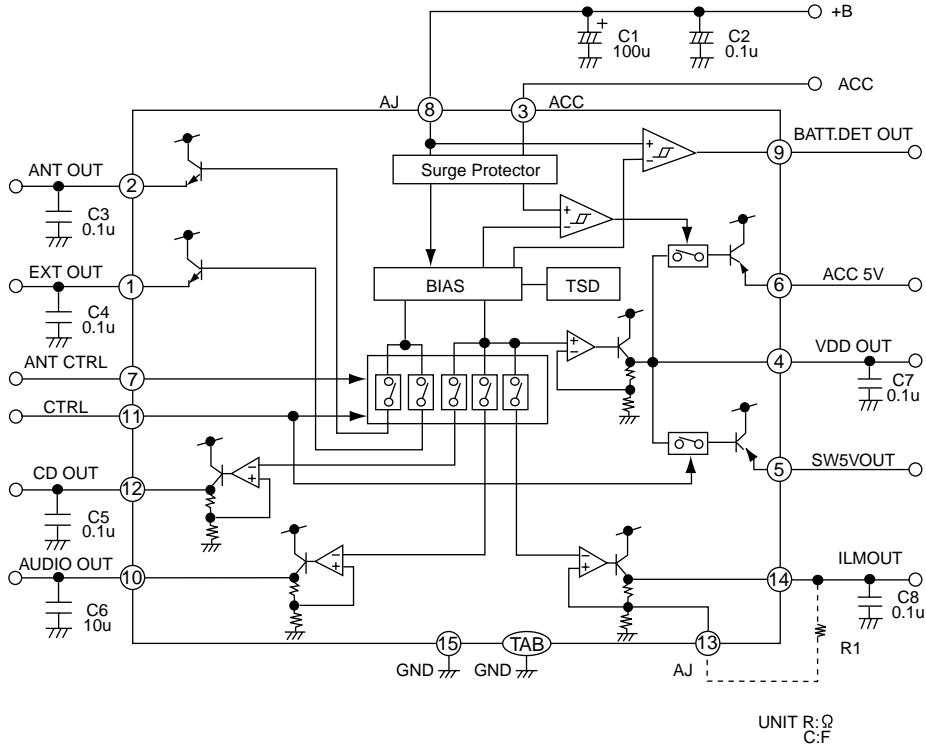 +B
+
C1
100u
C2
0.1u
ACC
AJ
8
3
ACC
BATT.DET OUT
9
+
−
Surge Protector
ANT OUT
2
C3
0.1u
+
−
EXT OUT
1
BIAS
TSD
6
ACC 5V
C4
0.1u
ANT CTRL
7
+
−
4
VDD OUT
C7
0.1u
CTRL
11
CD OUT
12
−
+
5
SW5VOUT
C5
0.1u
AUDIO OUT
10
−
+
−
+
14
ILMOUT
C6
10u
C8
0.1u
15
TAB
13
R1
GND
GND
AJ
UNIT R:Ω
C:F